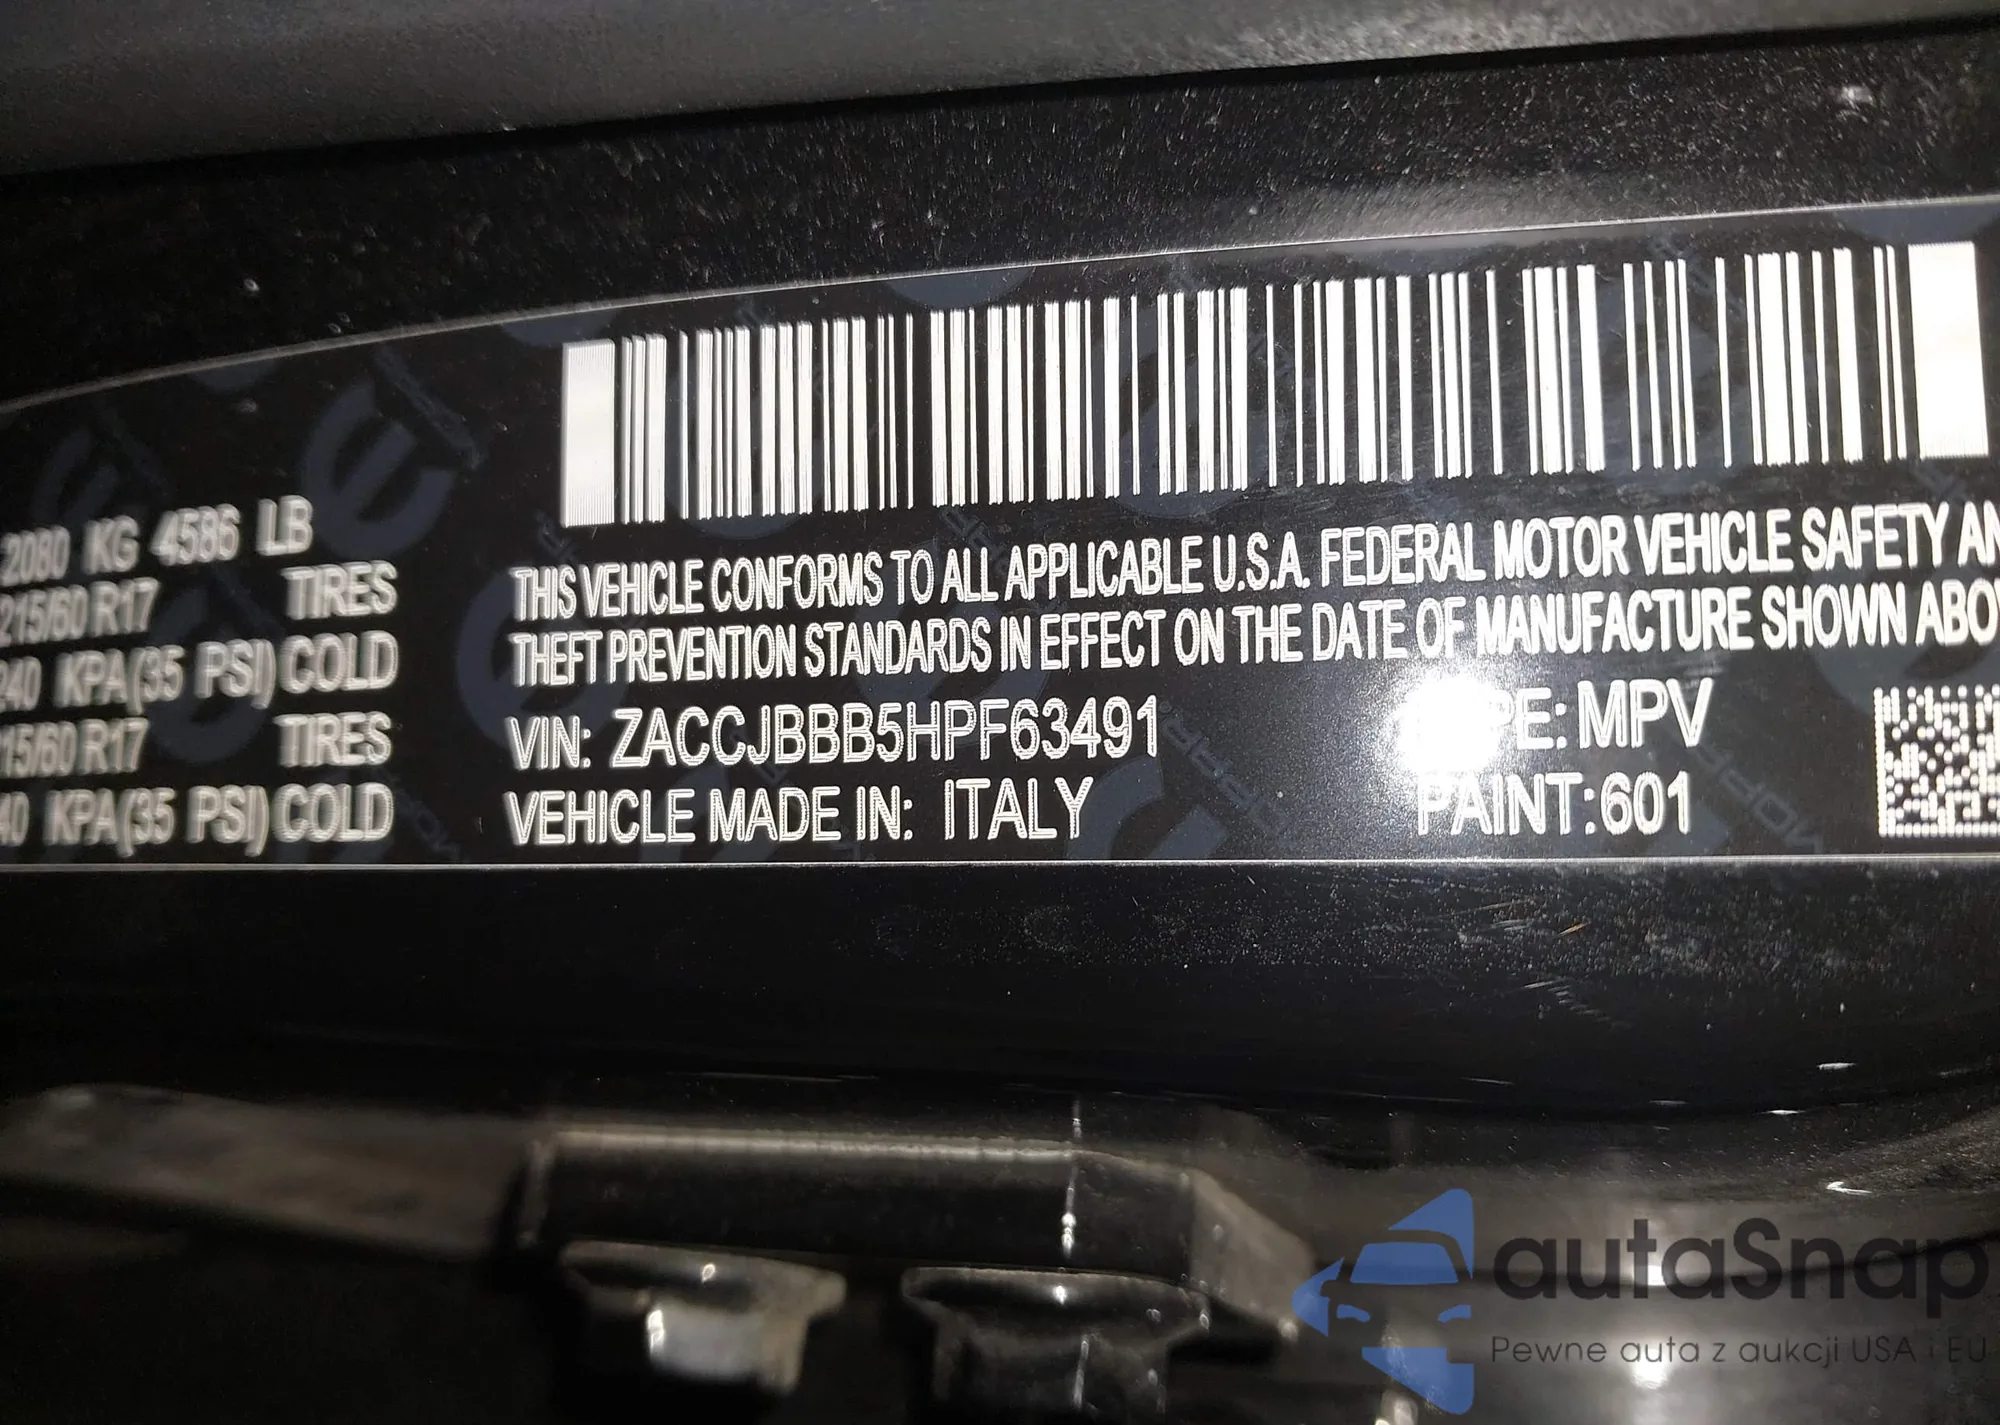 2080 KG 4586 LB
215/60 R17 TIRES
240 KPA(35 PSI) COLD
15/60 R17 TIRES
40 KPA(35 PSI) COLD
THIS VEHICLE CONFORMS TO ALL APPLICABLE U.S.A. FEDERAL MOTOR VEHICLE SAFETY AN
THEFT PREVENTION STANDARDS IN EFFECT ON THE DATE OF MANUFACTURE SHOWN ABO
VIN: ZACCJBBB5HPF63491 PE: MPV
VEHICLE MADE IN: ITALY PAINT:601
autaSnap
Pewne auta z aukcji USA i EU